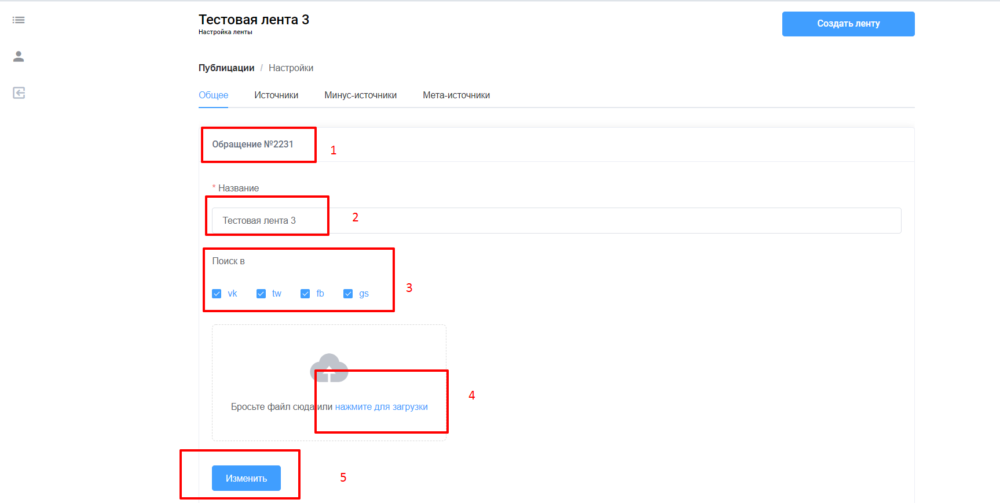 Тестовая лента 3
Настройка ленты
Создать ленту
Публикации / Настройки
Общее Источники Минус-источники Мета-источники
Обращение №2231
1
* Название
Тестовая лента 3
2
Поиск в
vk tw fb gs
3
4
Бросьте файл сюда или нажмите для загрузки
Изменить
5